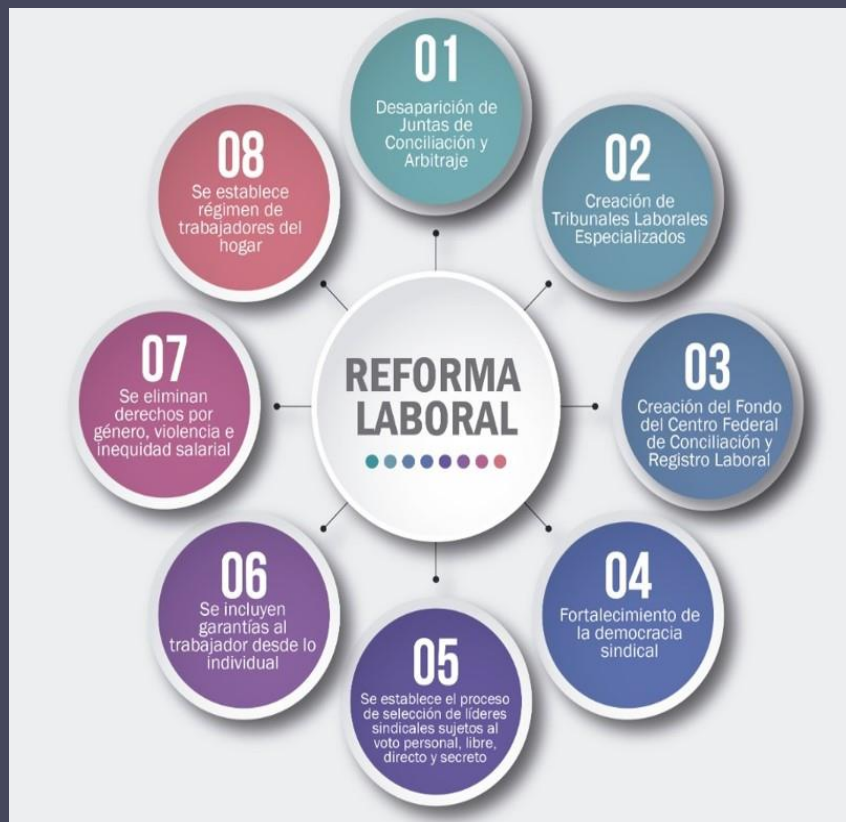 01
Desaparición de
Juntas de
Conciliación y
Arbitraje
02
Creación de
Tribunales Laborales
Especializados
03
Creación del Fondo
del Centro Federal
de Conciliación y
Registro Laboral
04
Fortalecimiento de
la democracia
sindical
05
Se establece el proceso
de selección de líderes
sindicales sujetos al
voto personal, libre,
directo y secreto
06
Se incluyen
garantías al
trabajador desde lo
individual
07
Se eliminan
derechos por
género, violencia e
inequidad salarial
08
Se establece
régimen de
trabajadores del
hogar
REFORMA
LABORAL